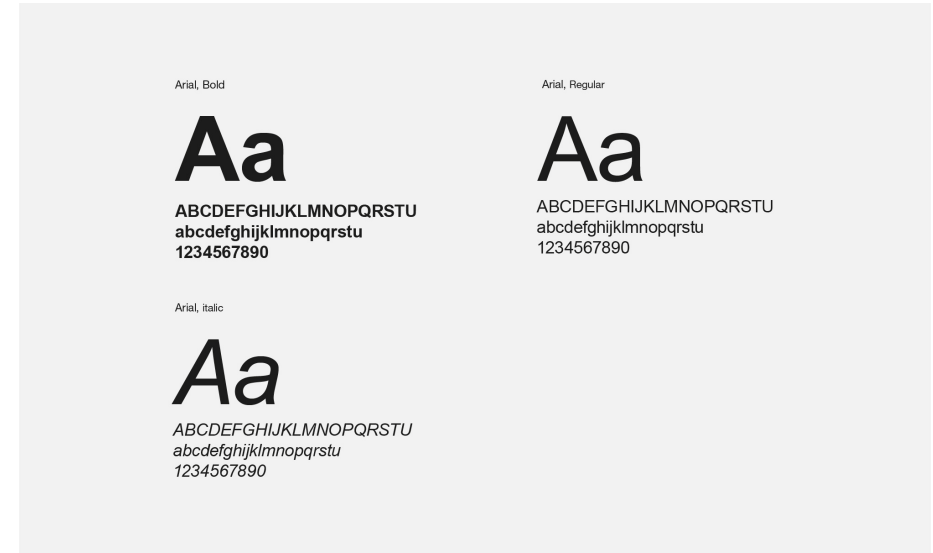 Arial, Bold
Aa
ABCDEFGHIJKLMNOPQRSTU
abcdefghijklmnopqrstu
1234567890
Arial, Regular
Aa
ABCDEFGHIJKLMNOPQRSTU
abcdefghijklmnopqrstu
1234567890
Arial, italic
Aa
ABCDEFGHIJKLMNOPQRSTU
abcdefghijklmnopqrstu
1234567890